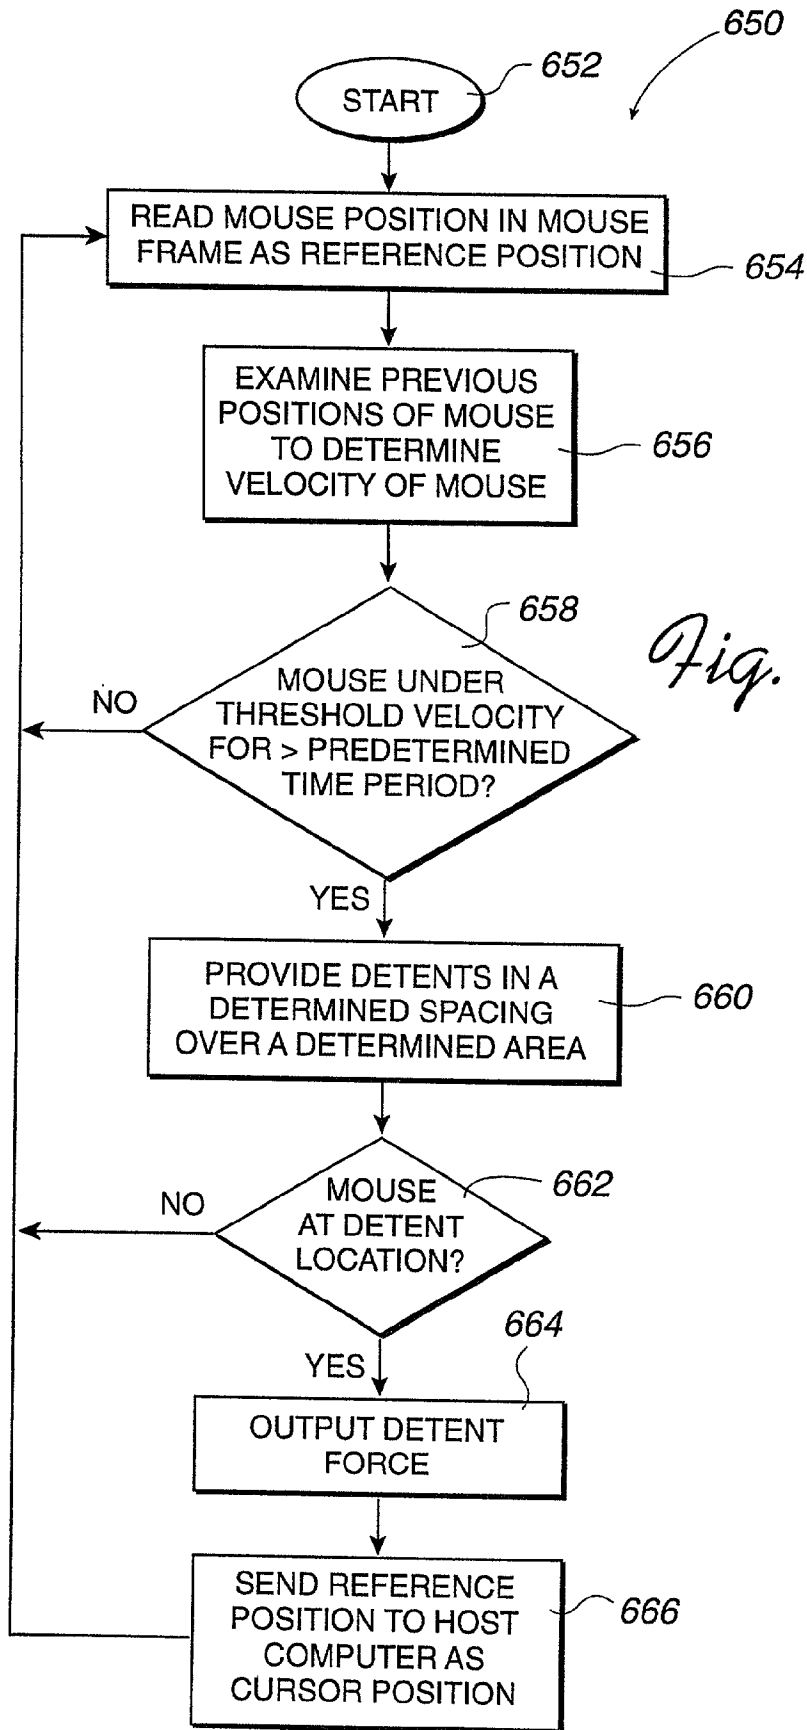 650
652
START
READ MOUSE POSITION IN MOUSE
FRAME AS REFERENCE POSITION
654
EXAMINE PREVIOUS
POSITIONS OF MOUSE
TO DETERMINE
VELOCITY OF MOUSE
656
658
MOUSE UNDER
THRESHOLD VELOCITY
FOR > PREDETERMINED
TIME PERIOD?
NO
Fig.
YES
PROVIDE DETENTS IN A
DETERMINED SPACING
OVER A DETERMINED AREA
660
662
MOUSE
AT DETENT
LOCATION?
NO
664
YES
OUTPUT DETENT
FORCE
SEND REFERENCE
POSITION TO HOST
COMPUTER AS
CURSOR POSITION
666